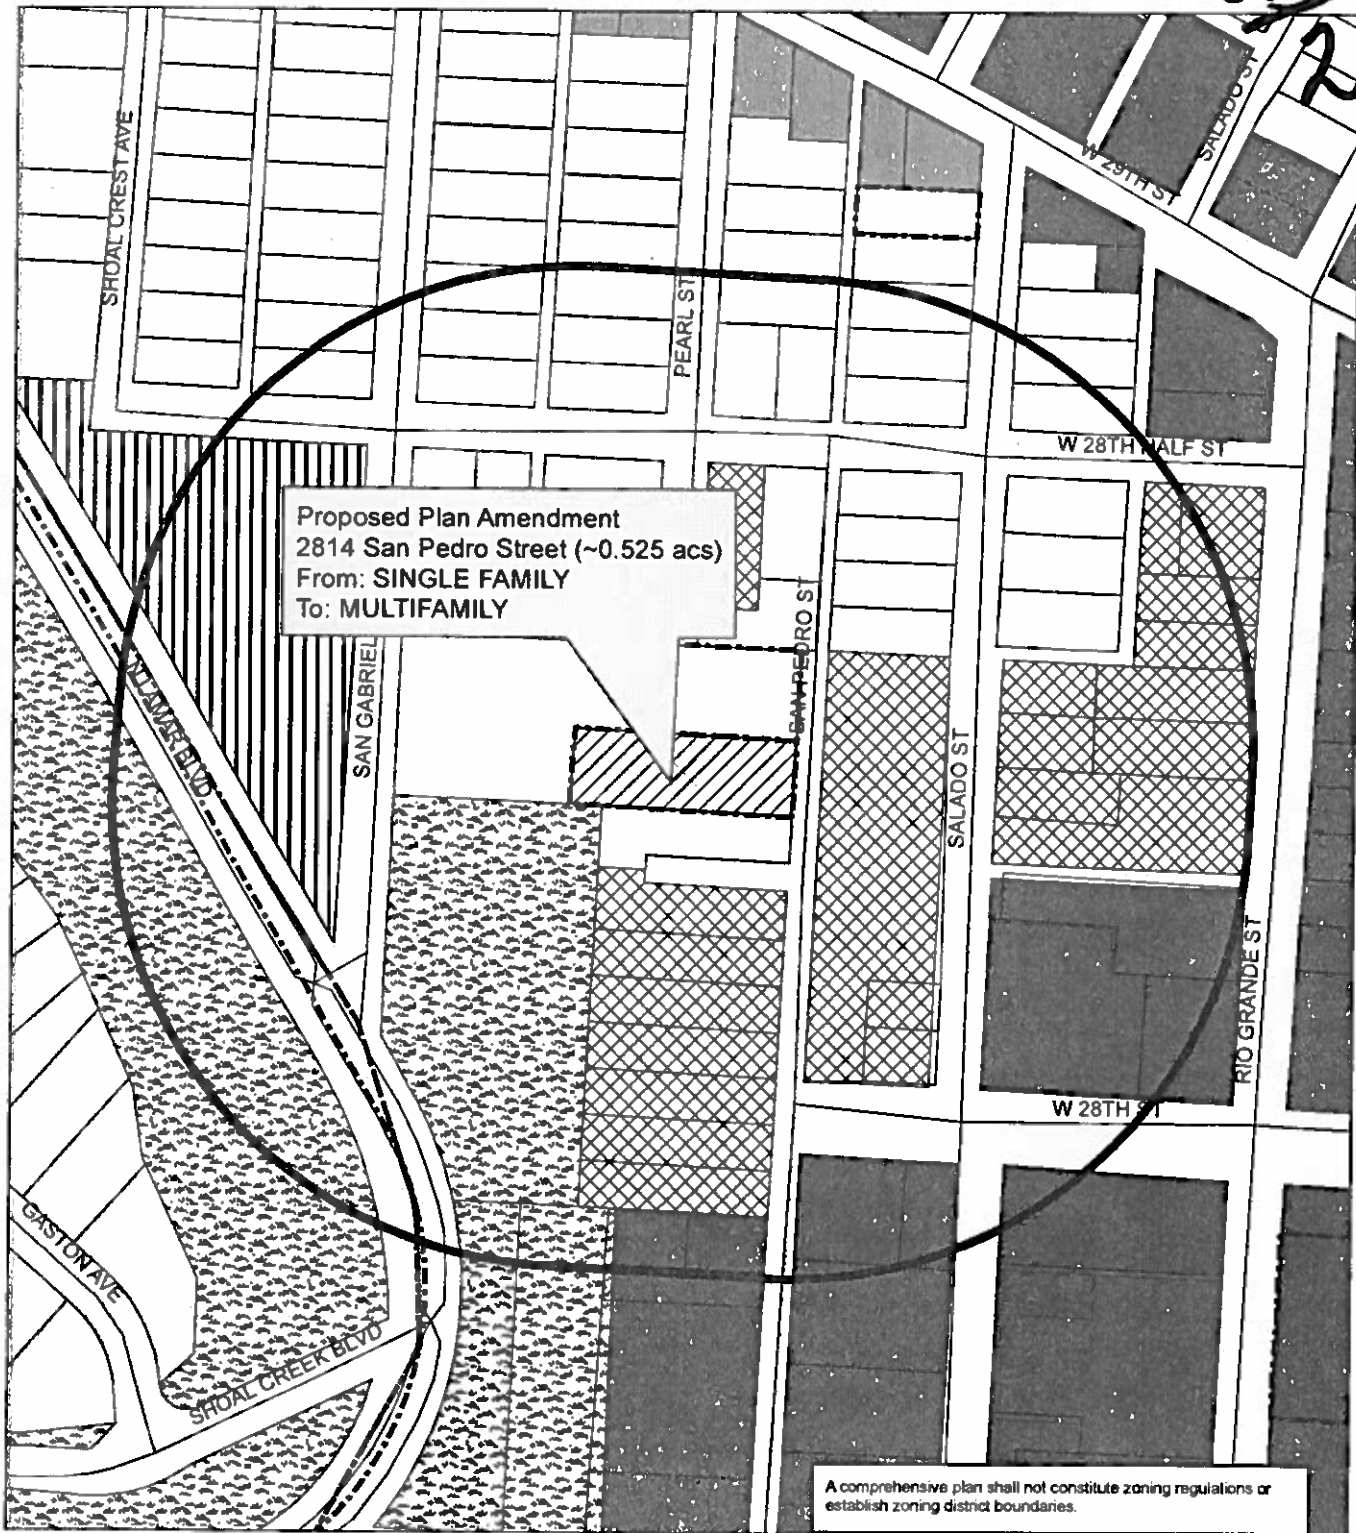 SHOAL CREST AVE
SALADO ST
W 29TH ST
PEARL ST
W 28TH HALF ST
Proposed Plan Amendment
2814 San Pedro Street (~0.525 acs)
From: SINGLE FAMILY
To: MULTIFAMILY
SAN PEDRO ST
N LAMAR BLVD
SAN GABRIEL
SALADO ST
RIO GRANDE ST
W 28TH ST
GASTON AVE
SHOAL CREEK BLVD
A comprehensive plan shall not constitute zoning regulations or
establish zoning district boundaries.